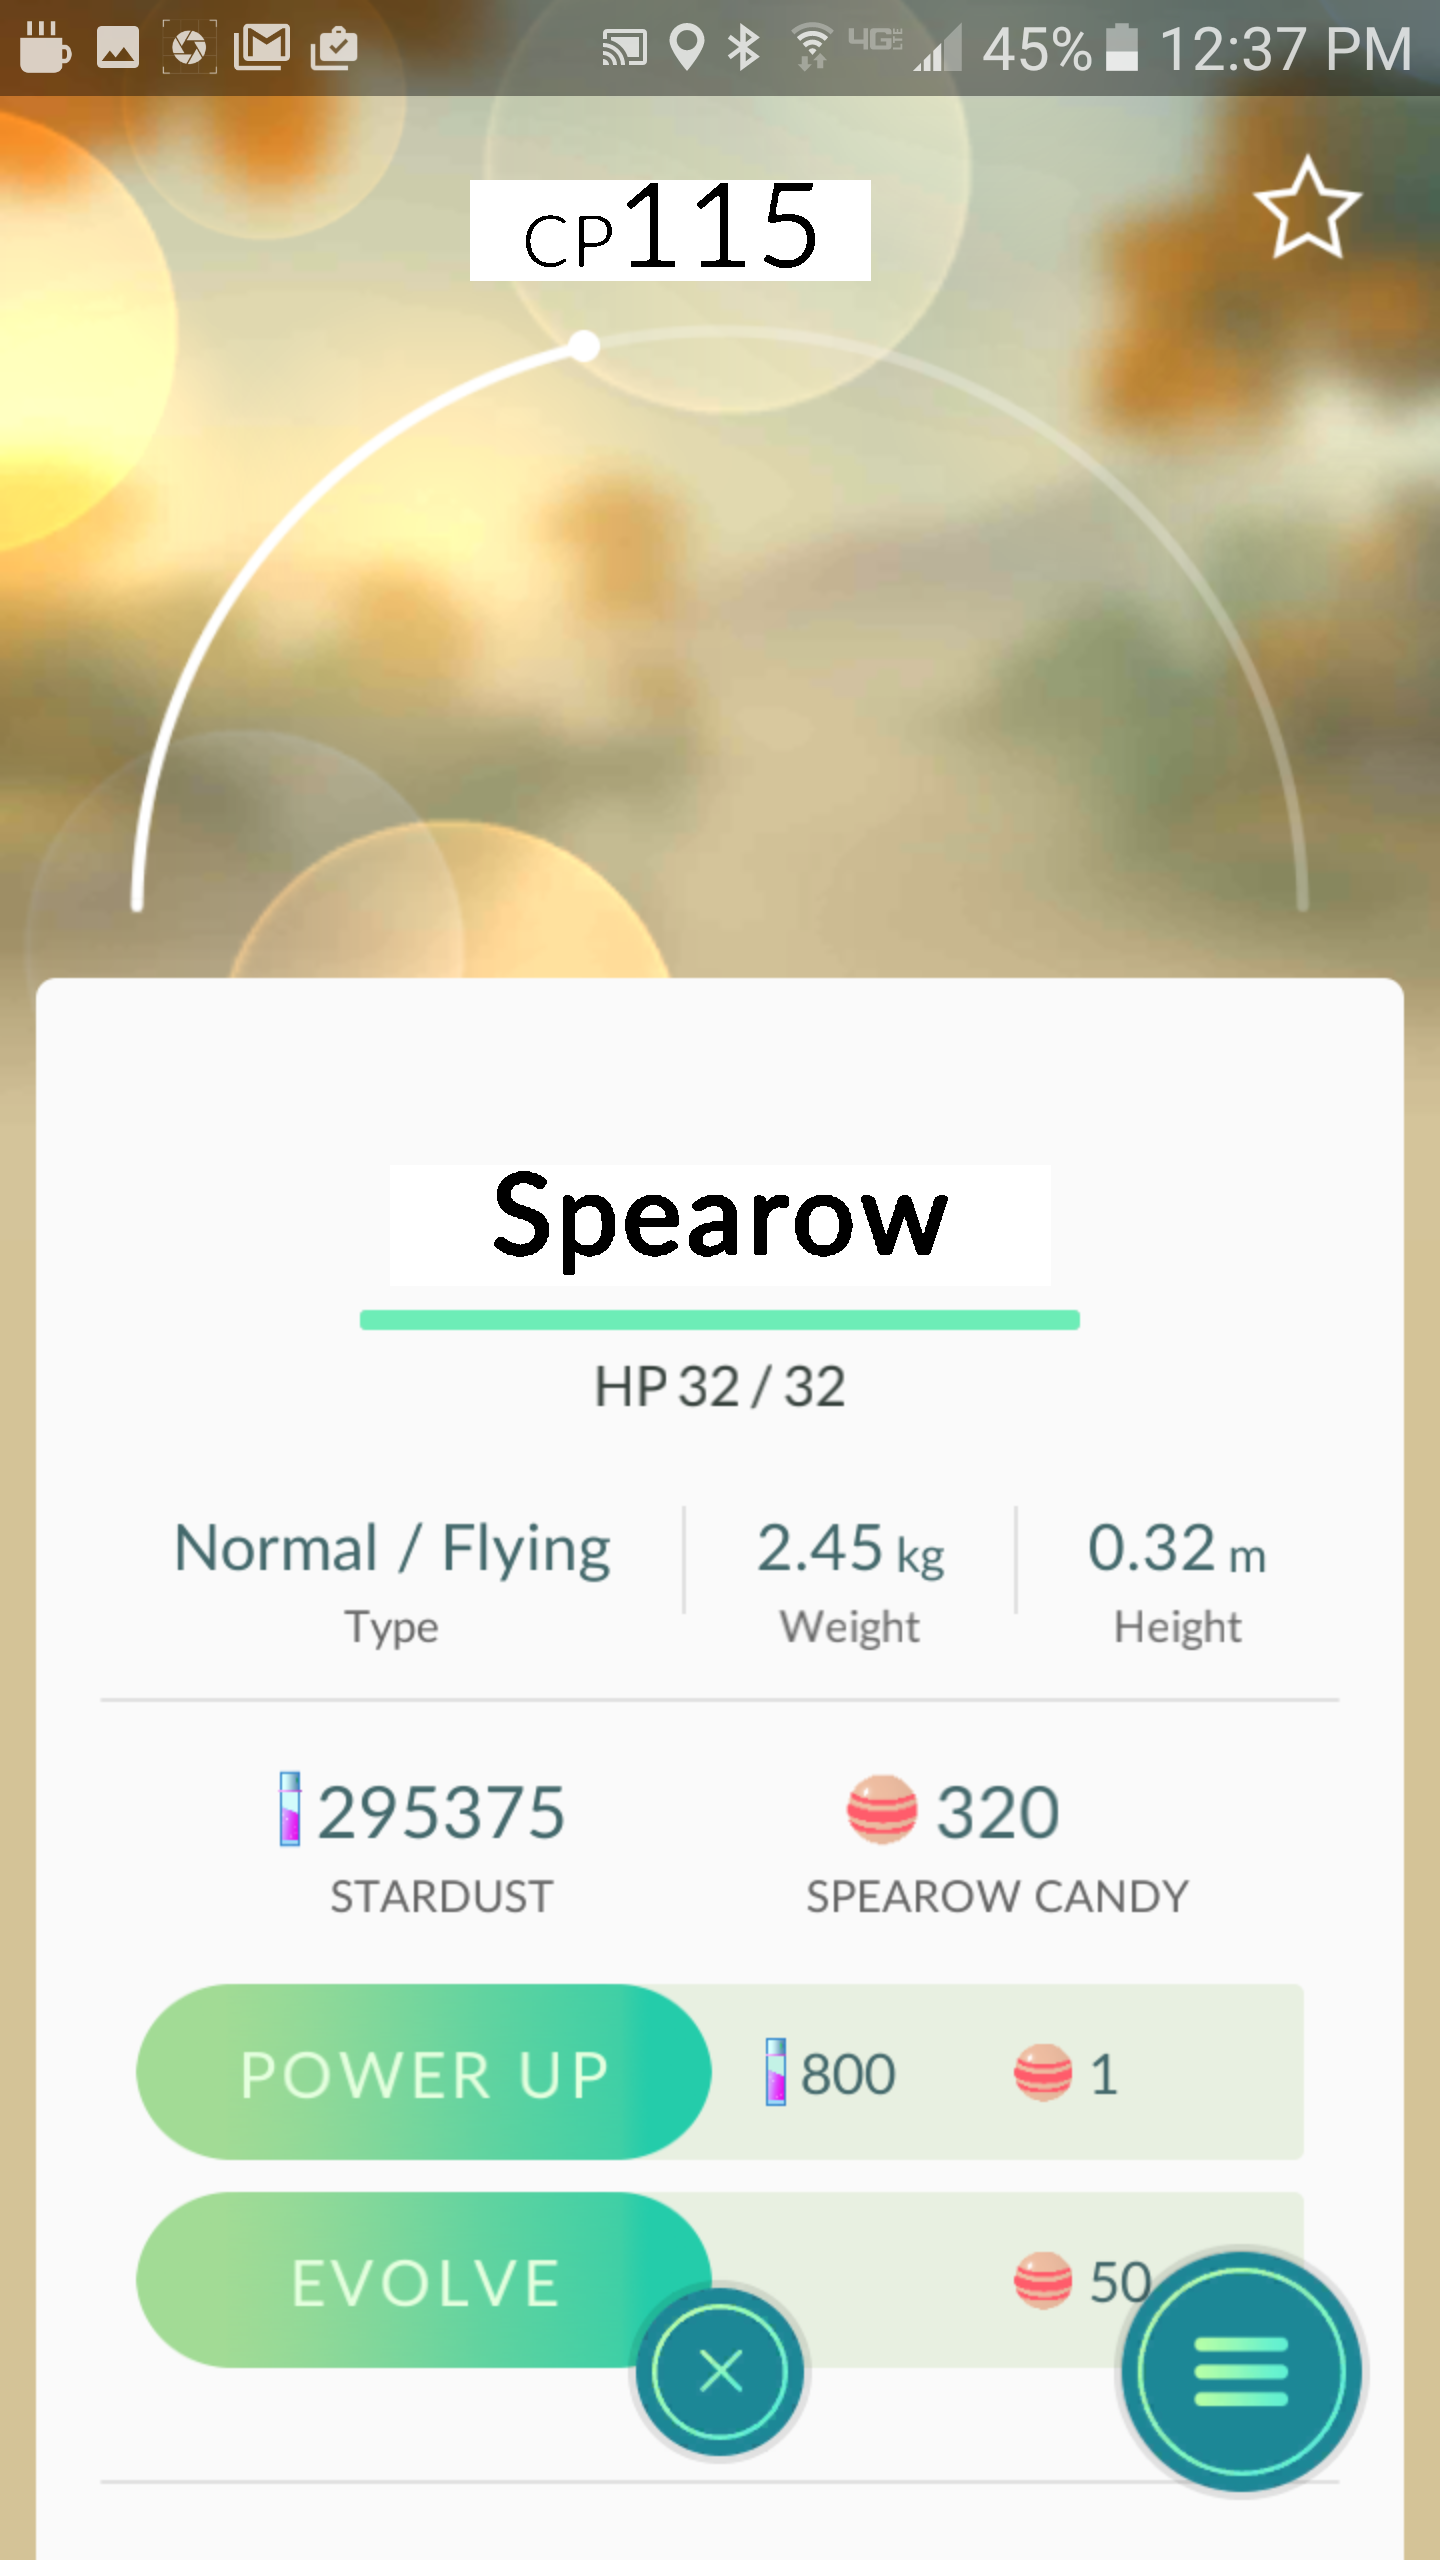 4G LTE 45% 12:37 PM
CP115
Spearow
HP 32 / 32
Normal / Flying 2.45 kg 0.32 m
Type Weight Height
295375 320
STARDUST SPEAROW CANDY
POWER UP 800 1
EVOLVE 50